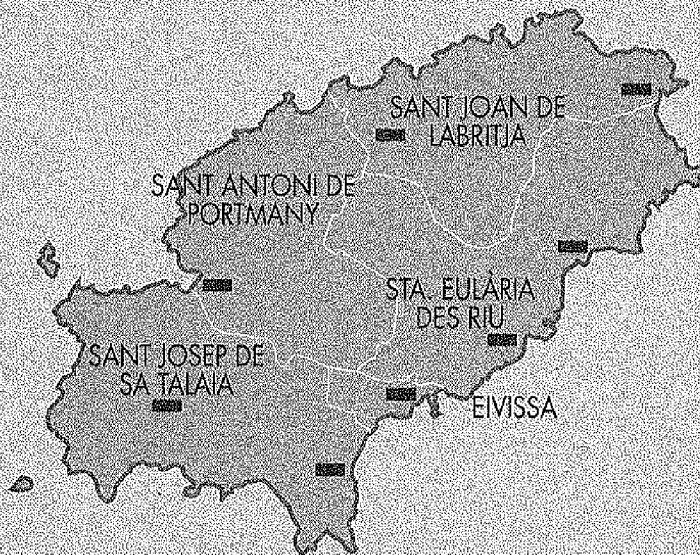 SANT JOAN DE
LABRITJA
SANT ANTONI DE
PORTMANY
STA. EULÀRIA
DES RIU
SANT JOSEP DE
SA TALAIA
EIVISSA